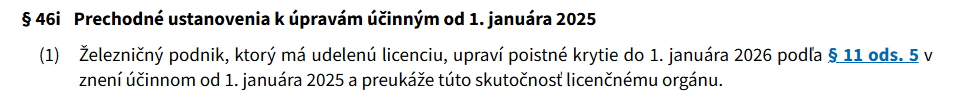 § 46i Prechodné ustanovenia k úpravám účinným od 1. januára 2025
(1) Železničný podnik, ktorý má udelenú licenciu, upraví poistné krytie do 1. januára 2026 podľa § 11 ods. 5 v
znení účinnom od 1. januára 2025 a preukáže túto skutočnosť licenčnému orgánu.